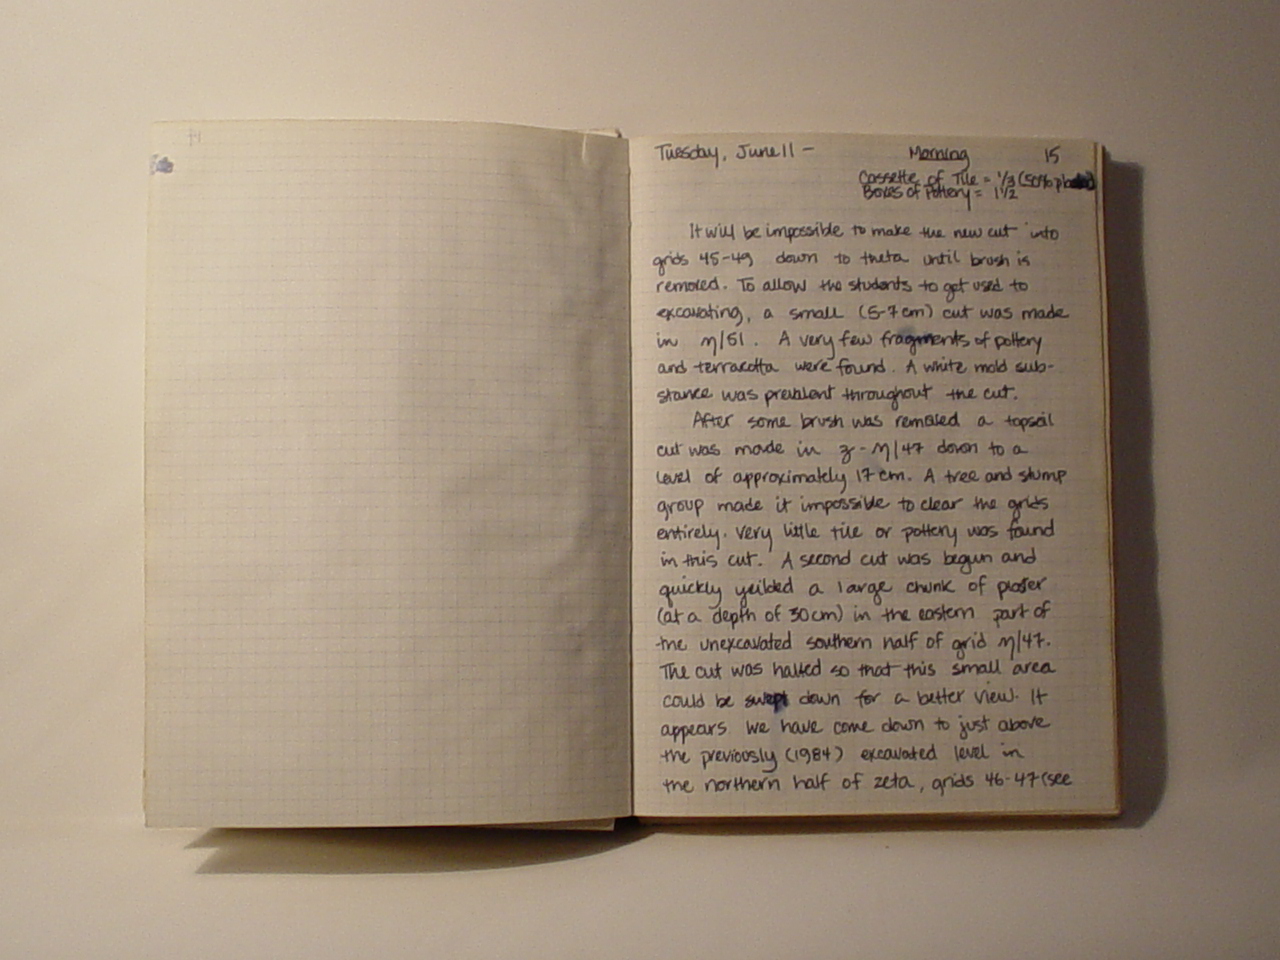 14
Tuesday, June 11 – Morning 15
Cassette of Tile = 1/3 (50%
Boxes of Pottery = 1 1/2
It will be impossible to make the new cut into
grids 45-49 down to theta until brush is
removed. To allow the students to get used to
excavating, a small (5-7cm) cut was made
in η/51. A very few fragments of pottery
and terracotta were found. A white mold sub-
stance was prevalent throughout the cut.
After some brush was removed a topsoil
cut was made in ζ-η/47 down to a
level of approximately 17cm. A tree and stump
group made it impossible to clear the grids
entirely. Very little tile or pottery was found
in this cut. A second cut was begun and
quickly yeilded a large chunk of plaster
(at a depth of 30cm) in the eastern part of
the unexcavated southern half of grid η/47.
The cut was halted so that this small area
could be swept down for a better view. It
appears we have come down to just above
the previously (1984) excavated level in
the northern half of zeta, grids 46-47 (see